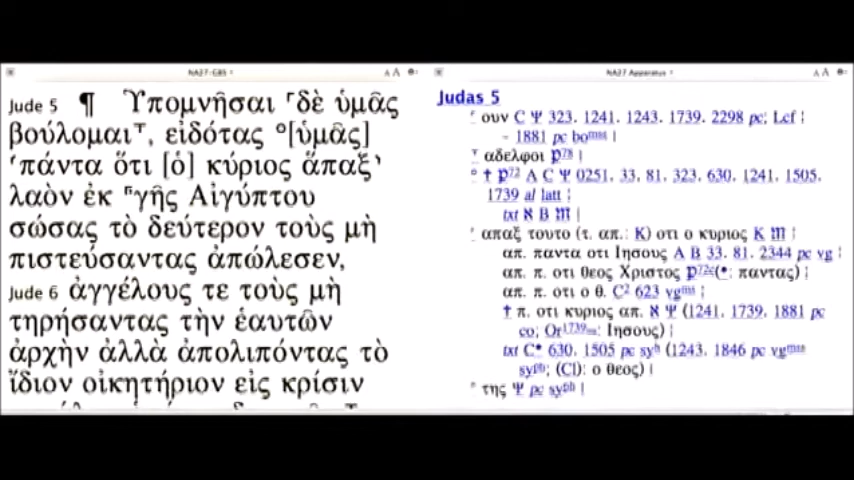 NA27-GBS
Jude 5 ¶ Ὑπομνῆσαι ⸀δὲ ὑμᾶς
βούλομαι⸆, εἰδότας °[ὑμᾶς]
⸂πάντα ὅτι [ὁ] κύριος ἅπαξ⸃
λαὸν ἐκ ⸀γῆς Αἰγύπτου
σώσας τὸ δεύτερον τοὺς μὴ
πιστεύσαντας ἀπώλεσεν,
Jude 6 ἀγγέλους τε τοὺς μὴ
τηρήσαντας τὴν ἑαυτῶν
ἀρχὴν ἀλλὰ ἀπολιπόντας τὸ
ἴδιον οἰκητήριον εἰς κρίσιν
NA27 Apparatus
Judas 5
⸀ ουν C Ψ 323. 1241. 1243. 1739. 2298 pc; Lcf ¦
– 1881 pc boᵐˢˢ |
⸆ αδελφοι 𝔓⁷⁸ |
° † 𝔓⁷² A C Ψ 0251. 33. 81. 323. 630. 1241. 1505.
1739 al latt ¦
txt ℵ B 𝔐 |
⸂ απαξ τουτο (τ. απ.: K) οτι ο κυριος K 𝔐 ¦
απ. παντα οτι Ιησους A B 33. 81. 2344 pc vg ¦
απ. π. οτι θεος Χριστος 𝔓⁷²ᶜ(*: παντας) ¦
απ. π. οτι ο θ. C² 623 vgᵐˢ ¦
† π. οτι κυριος απ. ℵ Ψ (1241. 1739. 1881 pc
co; Or¹⁷³⁹ᵐᵍ: Ιησους) ¦
txt C* 630. 1505 pc syʰ (1243. 1846 pc vgᵐˢˢ
syᵖʰ; (Cl): ο θεος) |
⸀ της Ψ pc syᵖʰ |